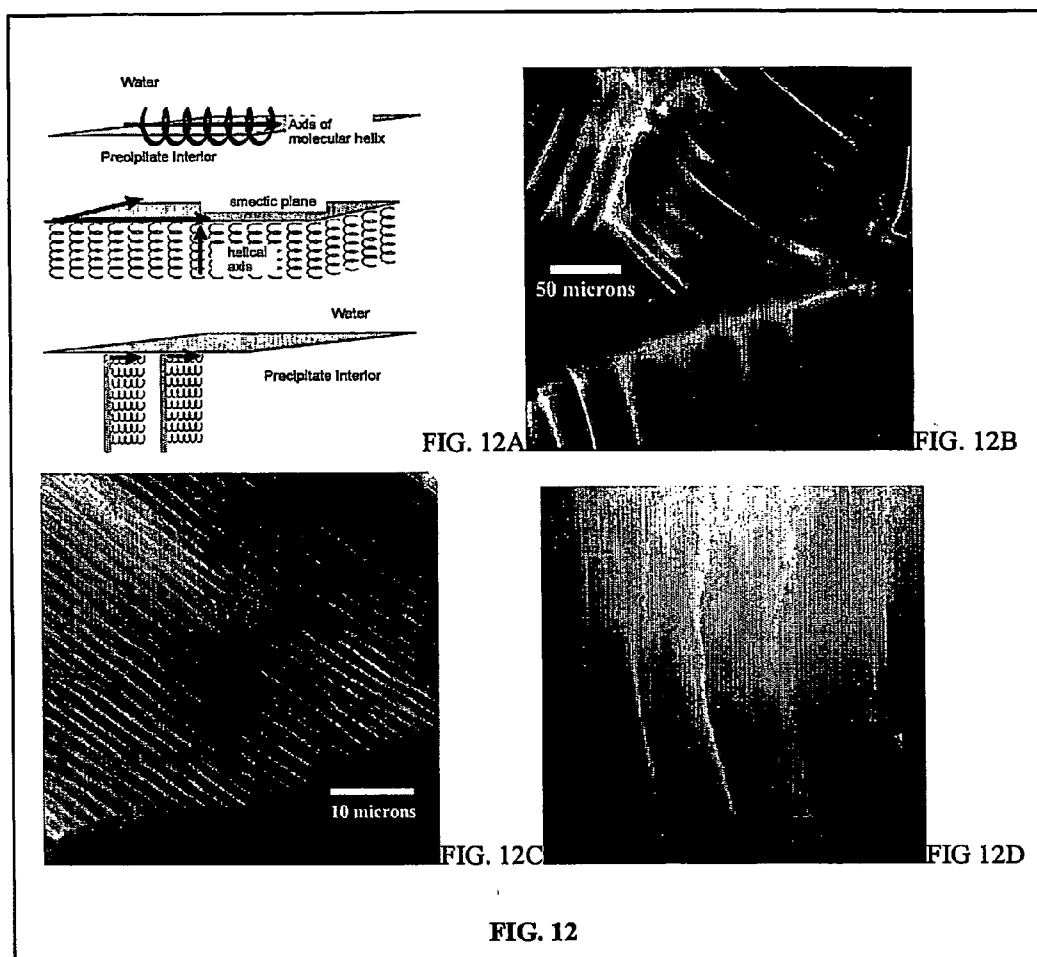 Water
Axis of
molecular helix
Precipitate Interior
smectic plane
helical
axis
Water
Precipitate Interior
FIG. 12A
50 microns
FIG. 12B
10 microns
FIG. 12C
FIG 12D
FIG. 12